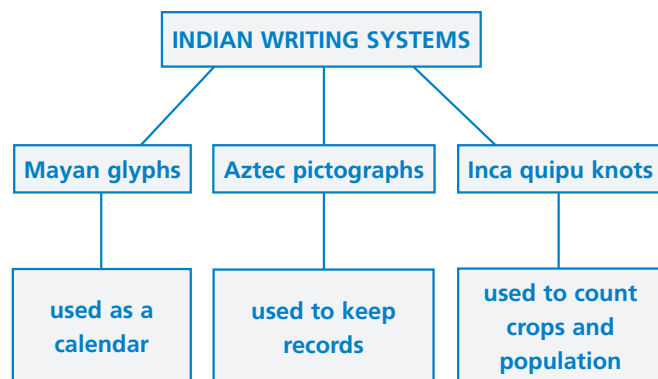 INDIAN WRITING SYSTEMS
Mayan glyphs
Aztec pictographs
Inca quipu knots
used as a
calendar
used to keep
records
used to count
crops and
population